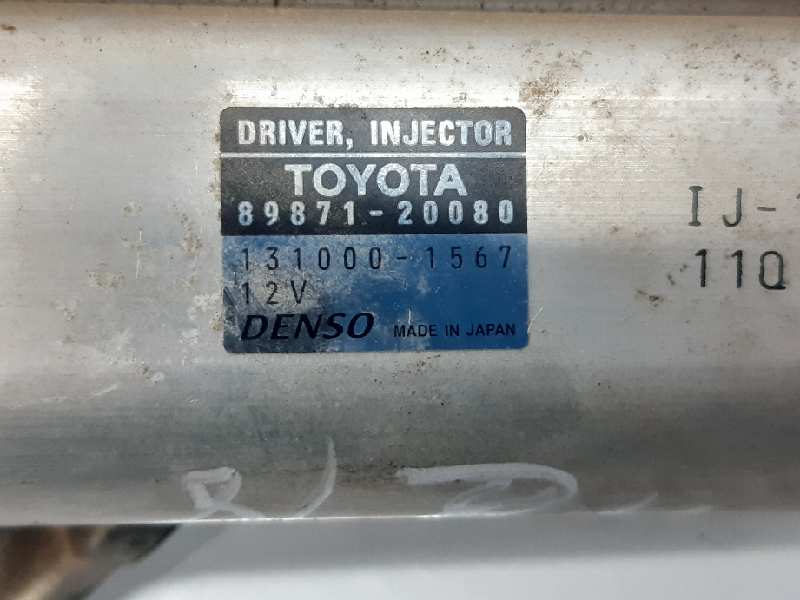 DRIVER, INJECTOR
TOYOTA
89871-20080
131000-1567
12V
DENSO MADE IN JAPAN
IJ-
11Q